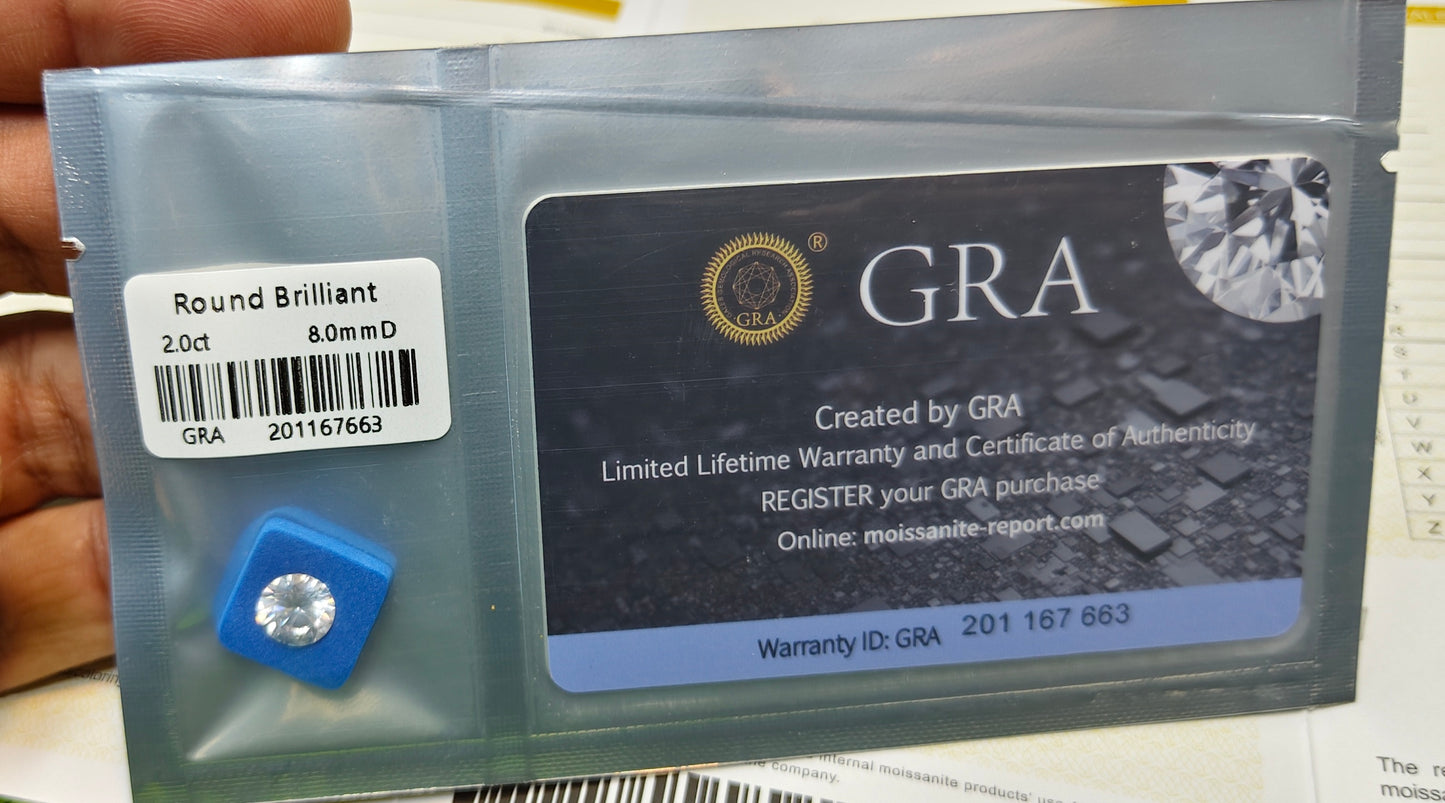 Round Brilliant
2.0ct 8.0mmD
GRA 201167663
GRA
®
GRA
Created by GRA
Limited Lifetime Warranty and Certificate of Authenticity
REGISTER your GRA purchase
Online: moissanite-report.com
Warranty ID: GRA 201 167 663
S
T
U
V
W
X
Y
Z
internal moissanite products' use
company.
The